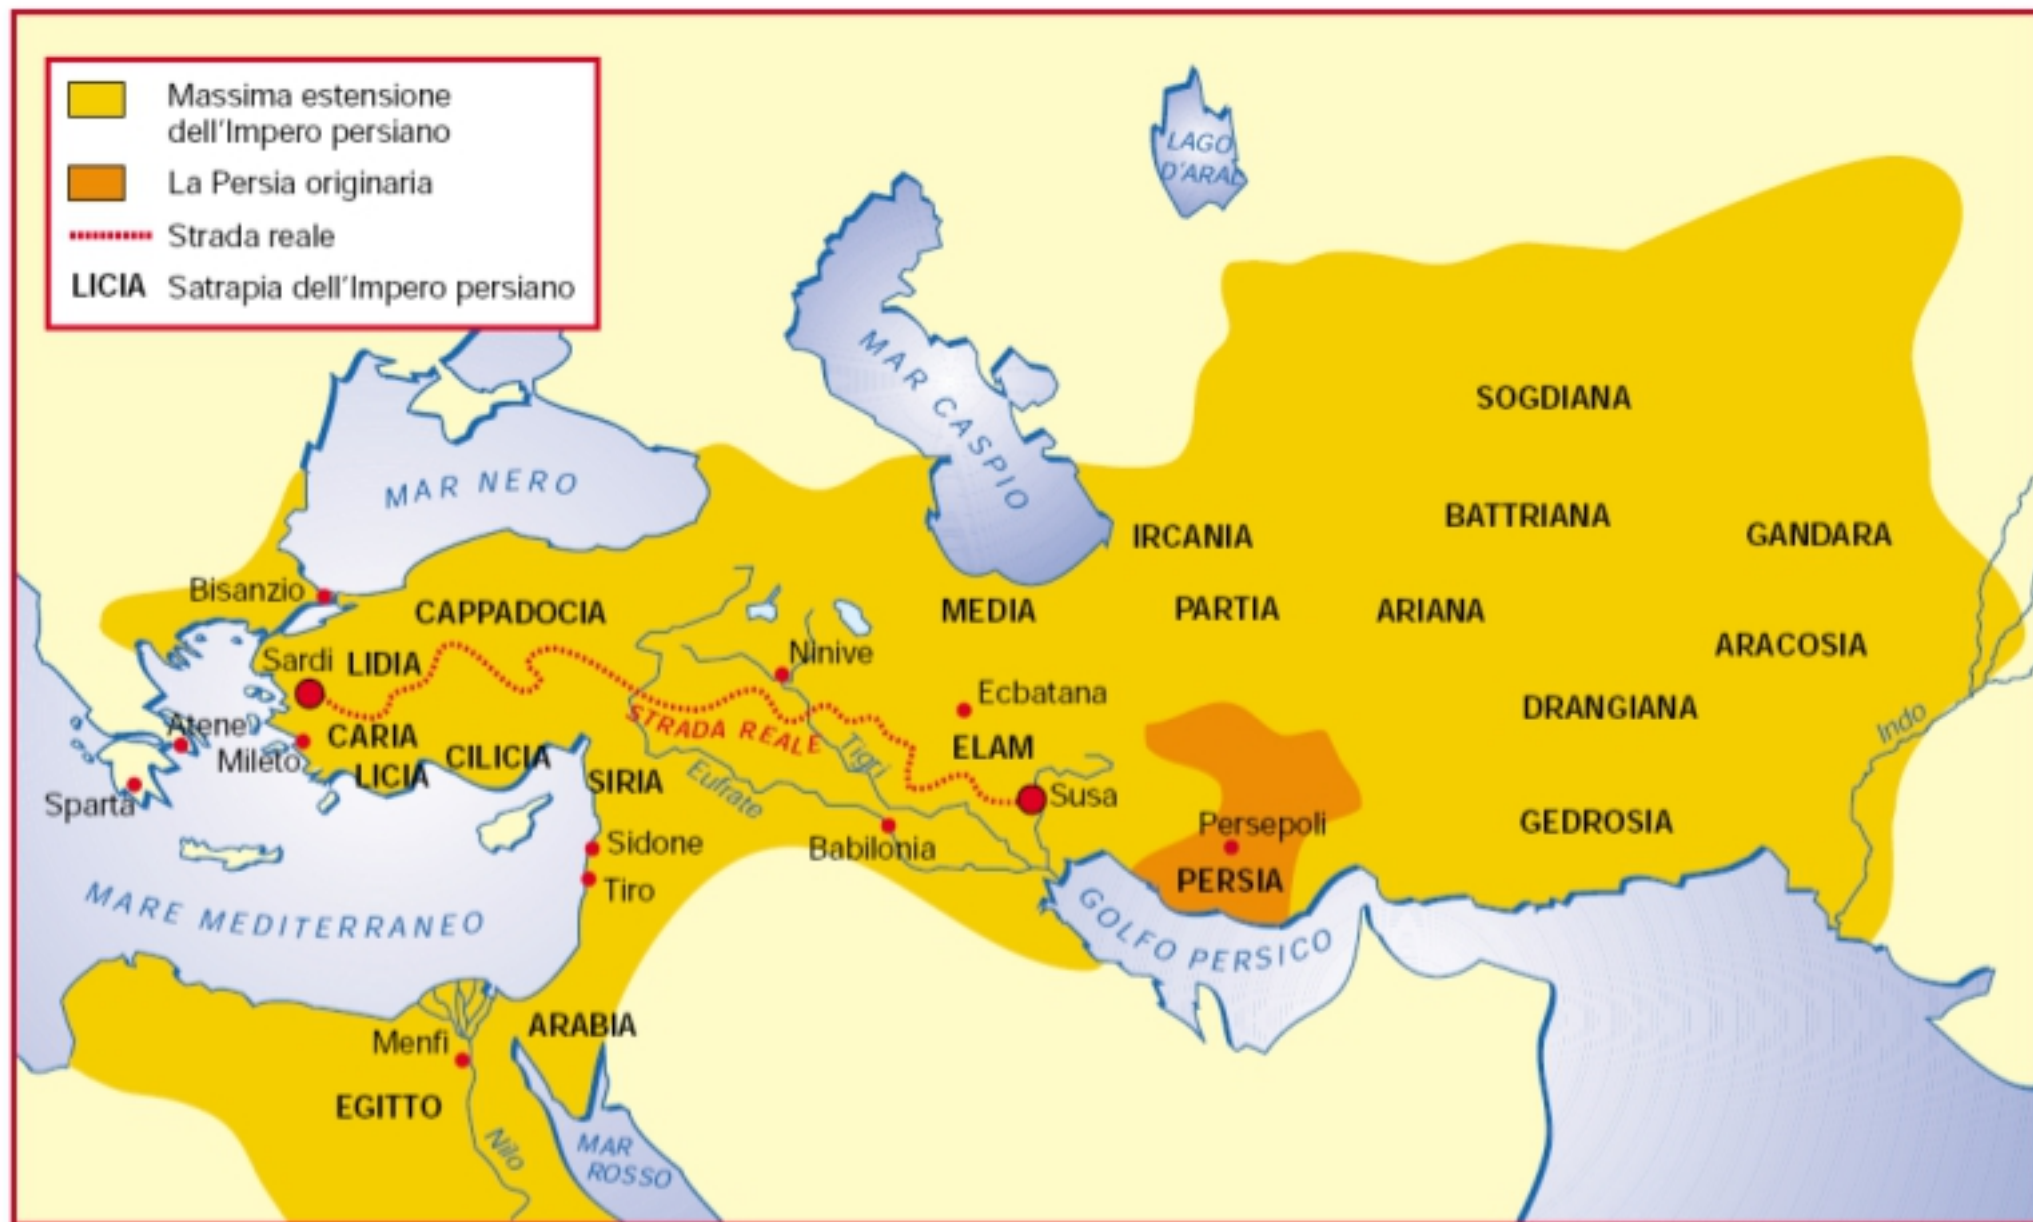 Massima estensione
dell'Impero persiano
La Persia originaria
Strada reale
LICIA Satrapia dell'Impero persiano
LAGO
D'ARAL
MAR CASPIO
MAR NERO
SOGDIANA
BATTRIANA
GANDARA
IRCANIA
Bisanzio
CAPPADOCIA
MEDIA
PARTIA
ARIANA
ARACOSIA
Sardi
LIDIA
Ninive
Ecbatana
DRANGIANA
STRADA REALE
Atene
Mileto
CARIA
LICIA
CILICIA
SIRIA
Tigri
Eufrate
ELAM
Susa
Indo
Sparta
Sidone
Babilonia
Persepoli
GEDROSIA
Tiro
PERSIA
MARE MEDITERRANEO
GOLFO PERSICO
Menfi
ARABIA
EGITTO
Nilo
MAR
ROSSO